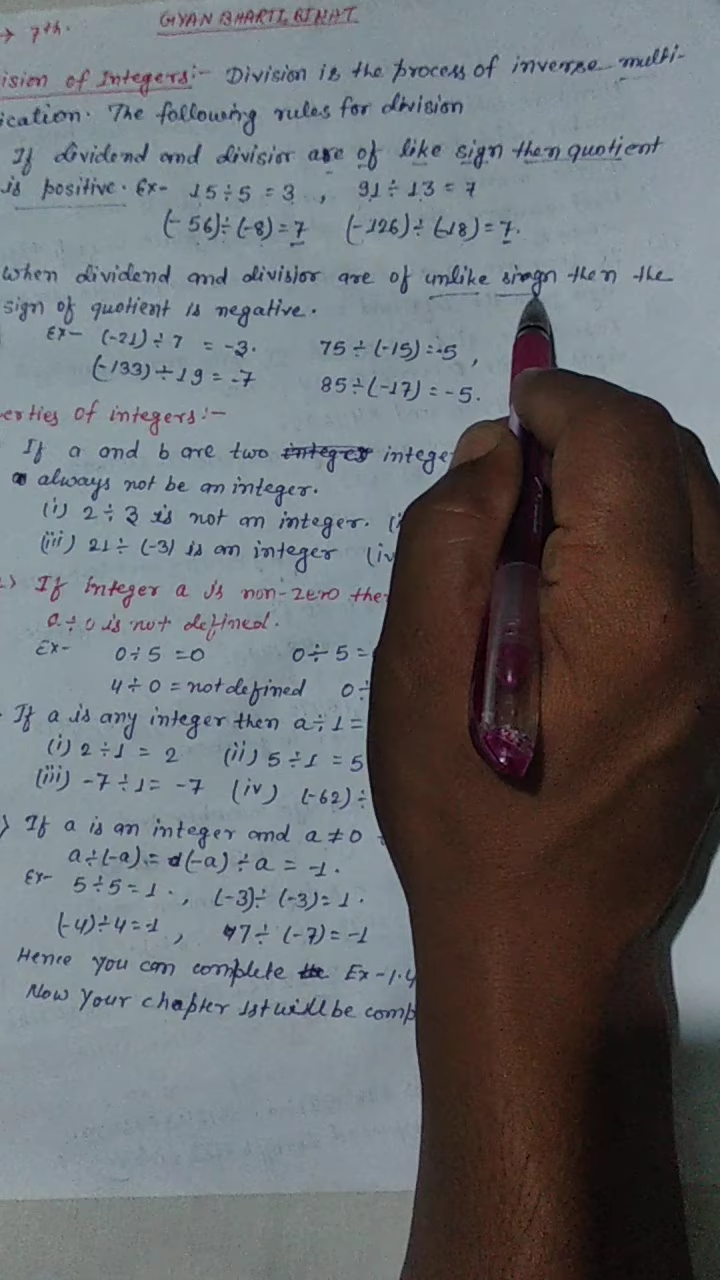 → 7th. GYAN BHARTI, BIHAT
ision of Integers:- Division is the process of inverse multi-
ication. The following rules for division
If dividend and divisior are of like sign then quotient
is positive. Ex- 15÷5 = 3 , 91÷13 = 7
(-56)÷(-8)=7 (-126)÷(-18)=7.
When dividend and divisior are of unlike sign then the
sign of quotient is negative.
Ex- (-21)÷7 = -3. 75÷(-15)=-5 ,
(-133)÷19 = -7 85÷(-17) = -5.
erties of integers:-
If a and b are two intege
always not be an integer.
(i) 2÷3 is not an integer. (i
(iii) 21÷(-3) is an integer (iv
) If integer a is non-zero the
a÷0 is not defined.
Ex- 0÷5 =0 0÷5=
4÷0 = not defined 0÷
If a is any integer then a÷1=
(i) 2÷1 = 2 (ii) 5÷1 = 5
(iii) -7÷1= -7 (iv) (-62)÷
) If a is an integer and a≠0
a÷(-a)= (-a)÷a = -1.
Ex- 5÷5=1 , (-3)÷(-3)=1.
(-4)÷4=-1 , 7÷(-7)=-1
Hence you can complete Ex-1.4
Now your chapter 1st will be comp